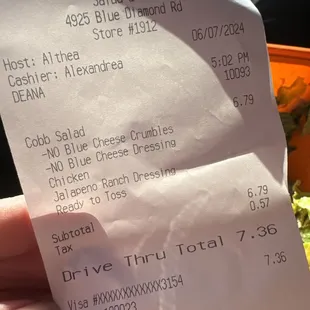 4925 Blue Diamond Rd
Store #1912
06/07/2024
Host: Althea
5:02 PM
Cashier: Alexandrea
10093
DEANA
6.79
Cobb Salad
-NO Blue Cheese Crumbles
-NO Blue Cheese Dressing
Chicken
Jalapeno Ranch Dressing
Ready to Toss
Subtotal 6.79
Tax 0.57
Drive Thru Total 7.36
Visa #XXXXXXXXXXXX3154 7.36